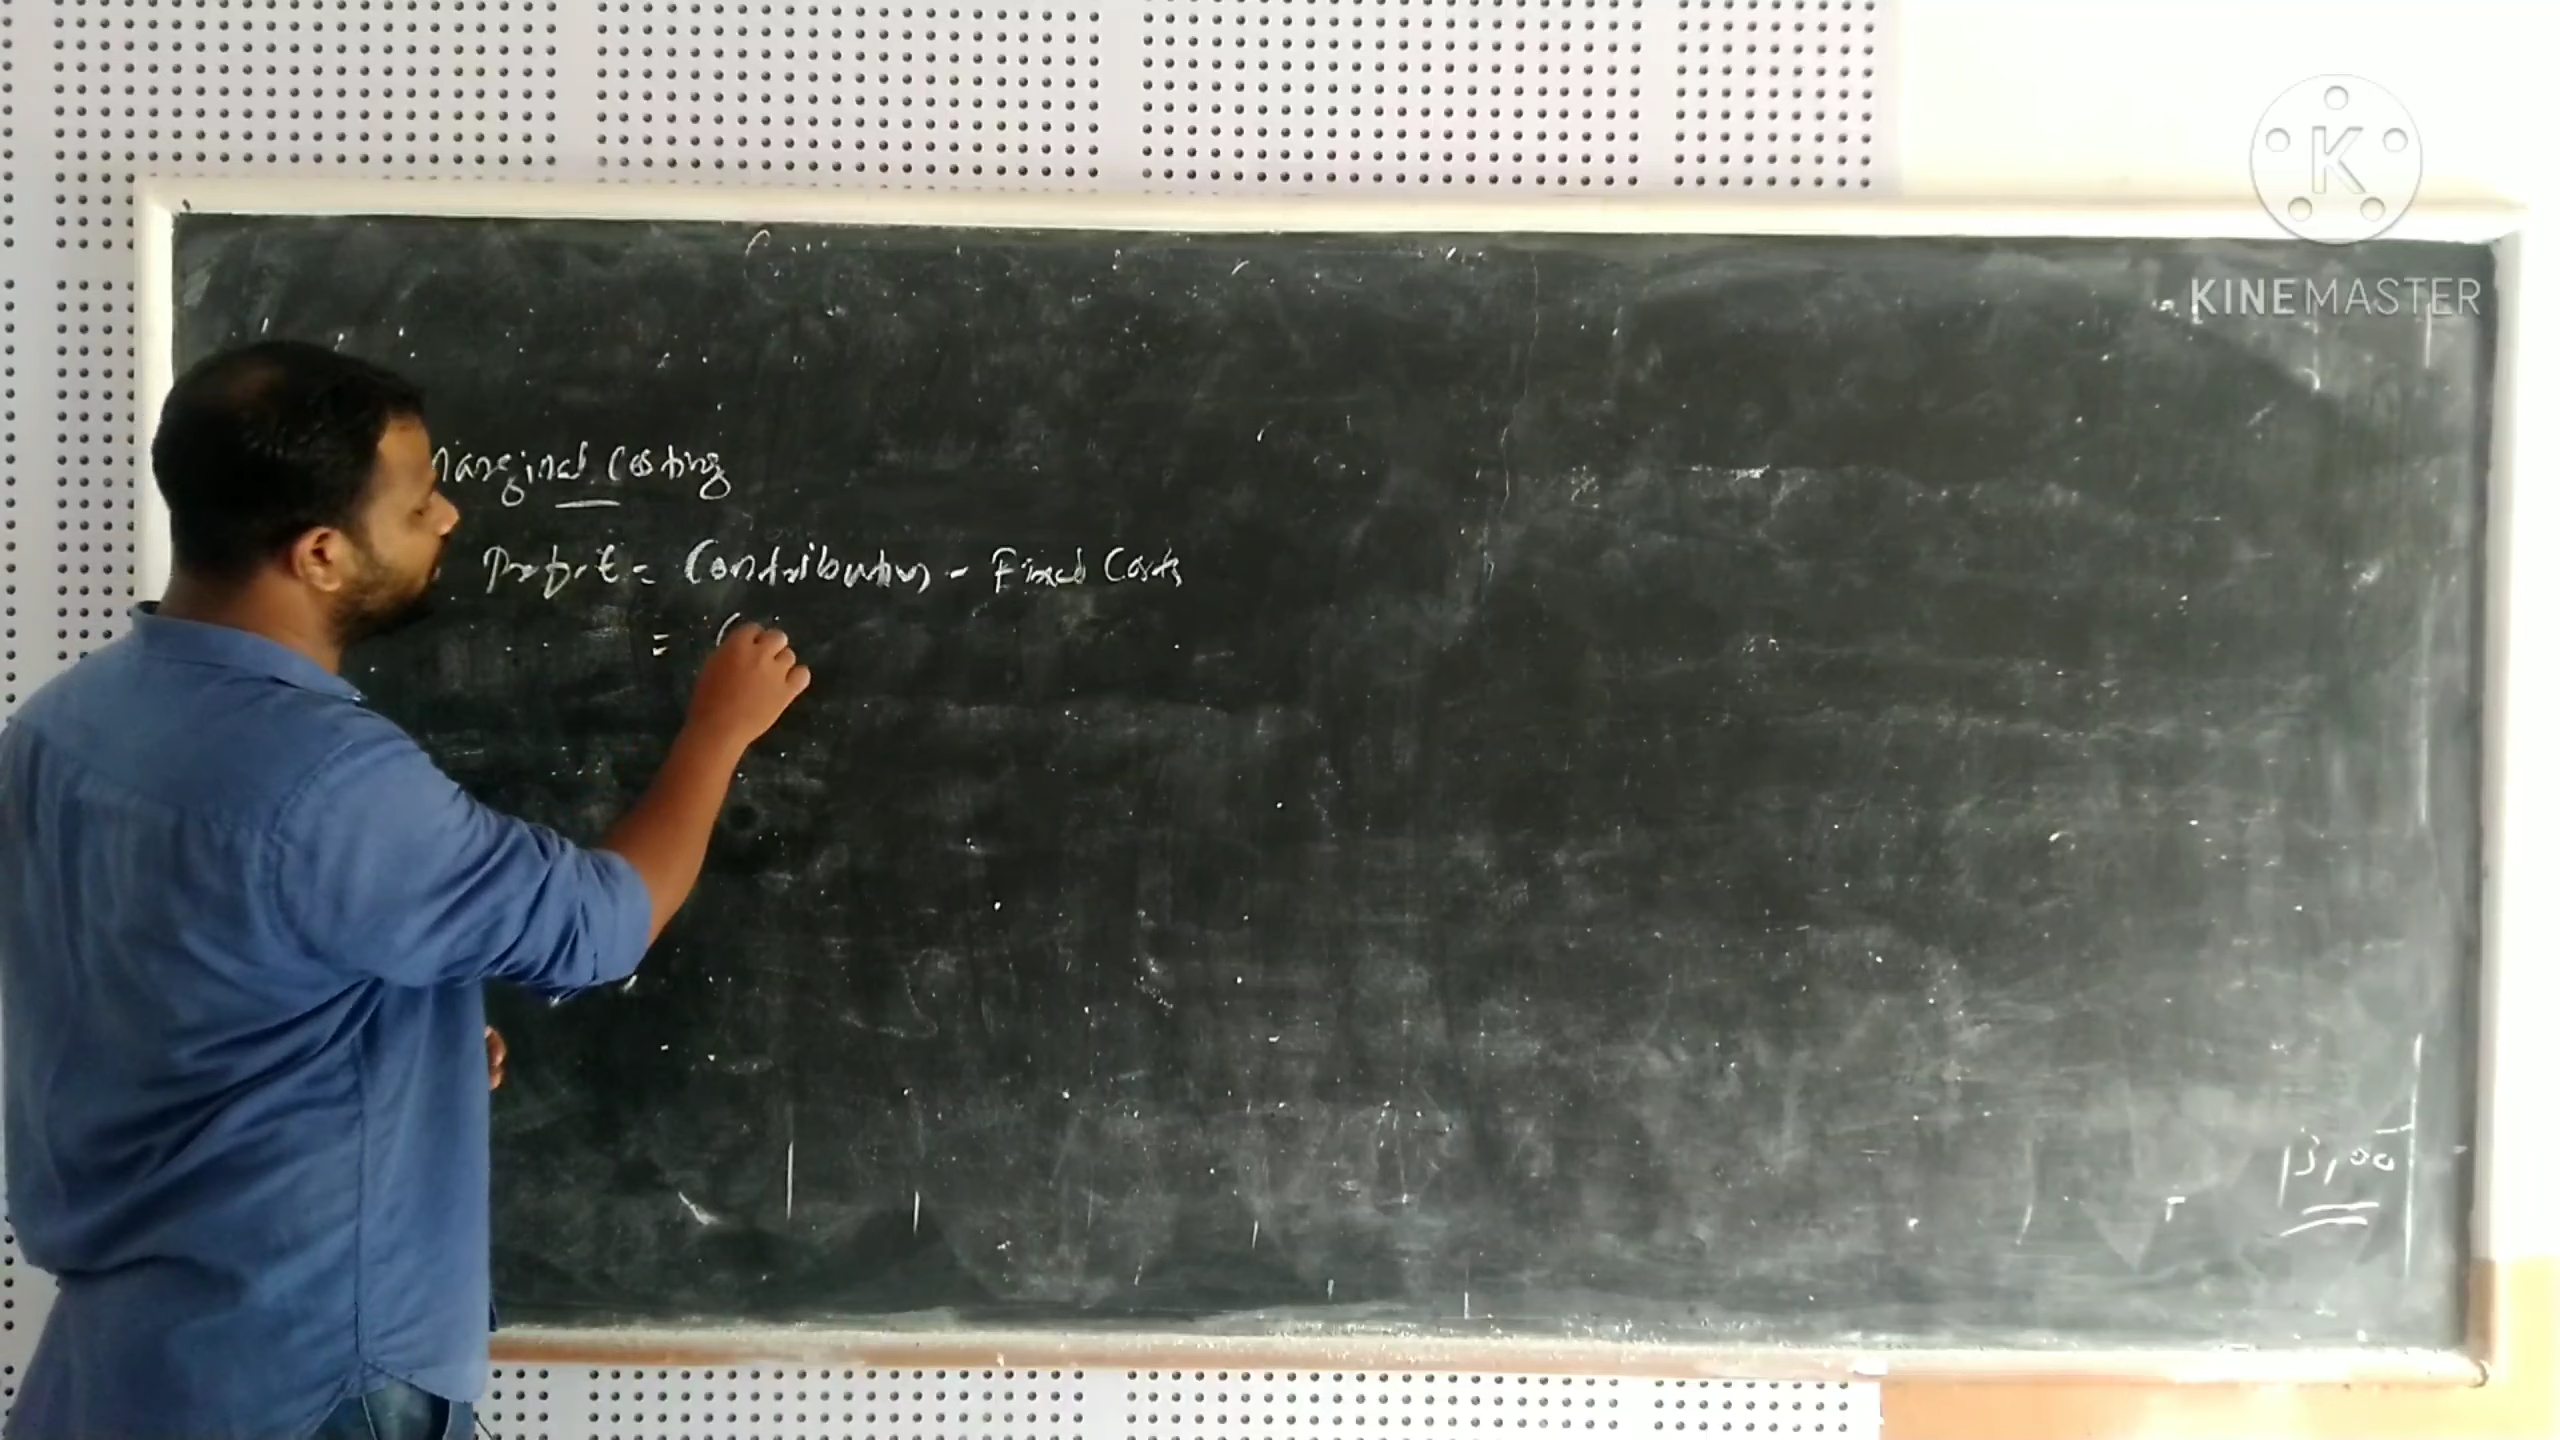 K
KINEMASTER
Marginal Costing
Profit = Contribution - Fixed Costs
= (